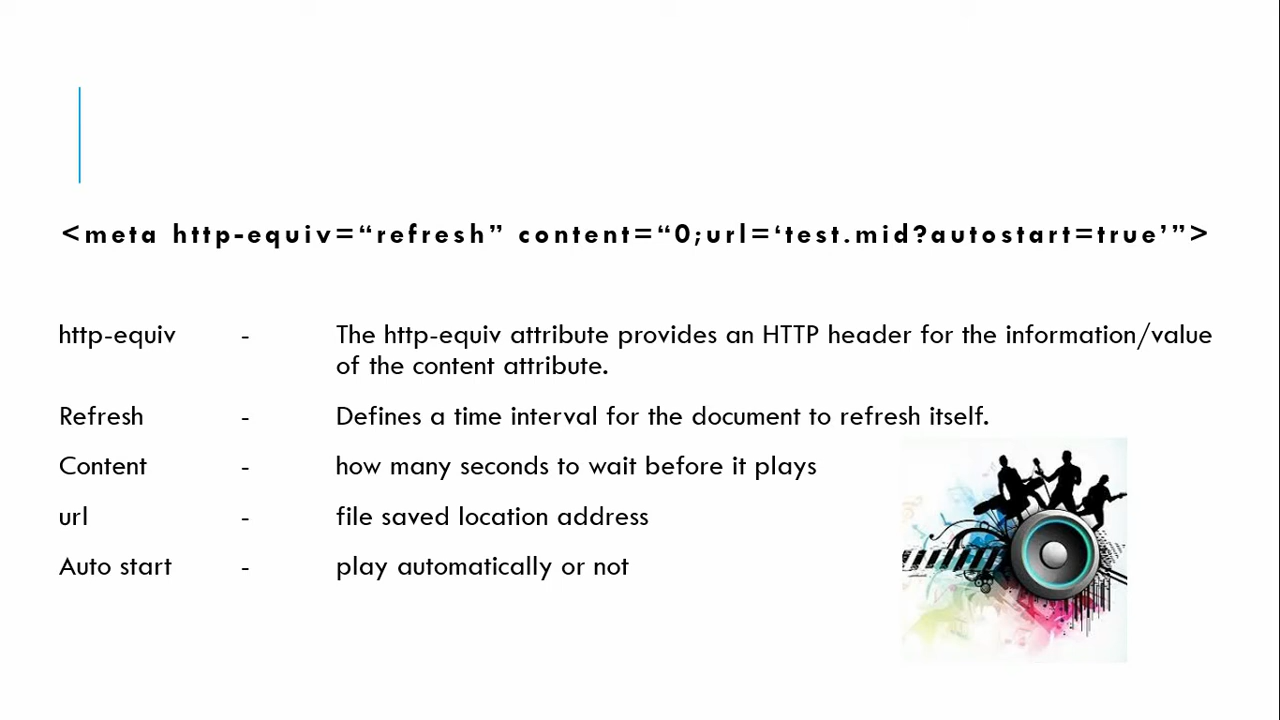 <meta http-equiv=“refresh” content=“0;url=‘test.mid?autostart=true’”>
http-equiv - The http-equiv attribute provides an HTTP header for the information/value
of the content attribute.
Refresh - Defines a time interval for the document to refresh itself.
Content - how many seconds to wait before it plays
url - file saved location address
Auto start - play automatically or not